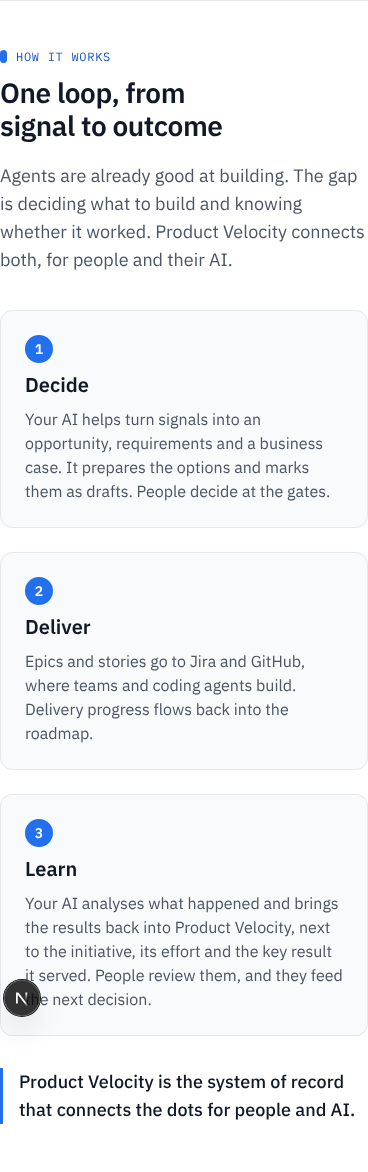 HOW IT WORKS
One loop, from
signal to outcome
Agents are already good at building. The gap
is deciding what to build and knowing
whether it worked. Product Velocity connects
both, for people and their AI.
1
Decide
Your AI helps turn signals into an
opportunity, requirements and a business
case. It prepares the options and marks
them as drafts. People decide at the gates.
2
Deliver
Epics and stories go to Jira and GitHub,
where teams and coding agents build.
Delivery progress flows back into the
roadmap.
3
Learn
Your AI analyses what happened and brings
the results back into Product Velocity, next
to the initiative, its effort and the key result
it served. People review them, and they feed
the next decision.
N
Product Velocity is the system of record
that connects the dots for people and AI.